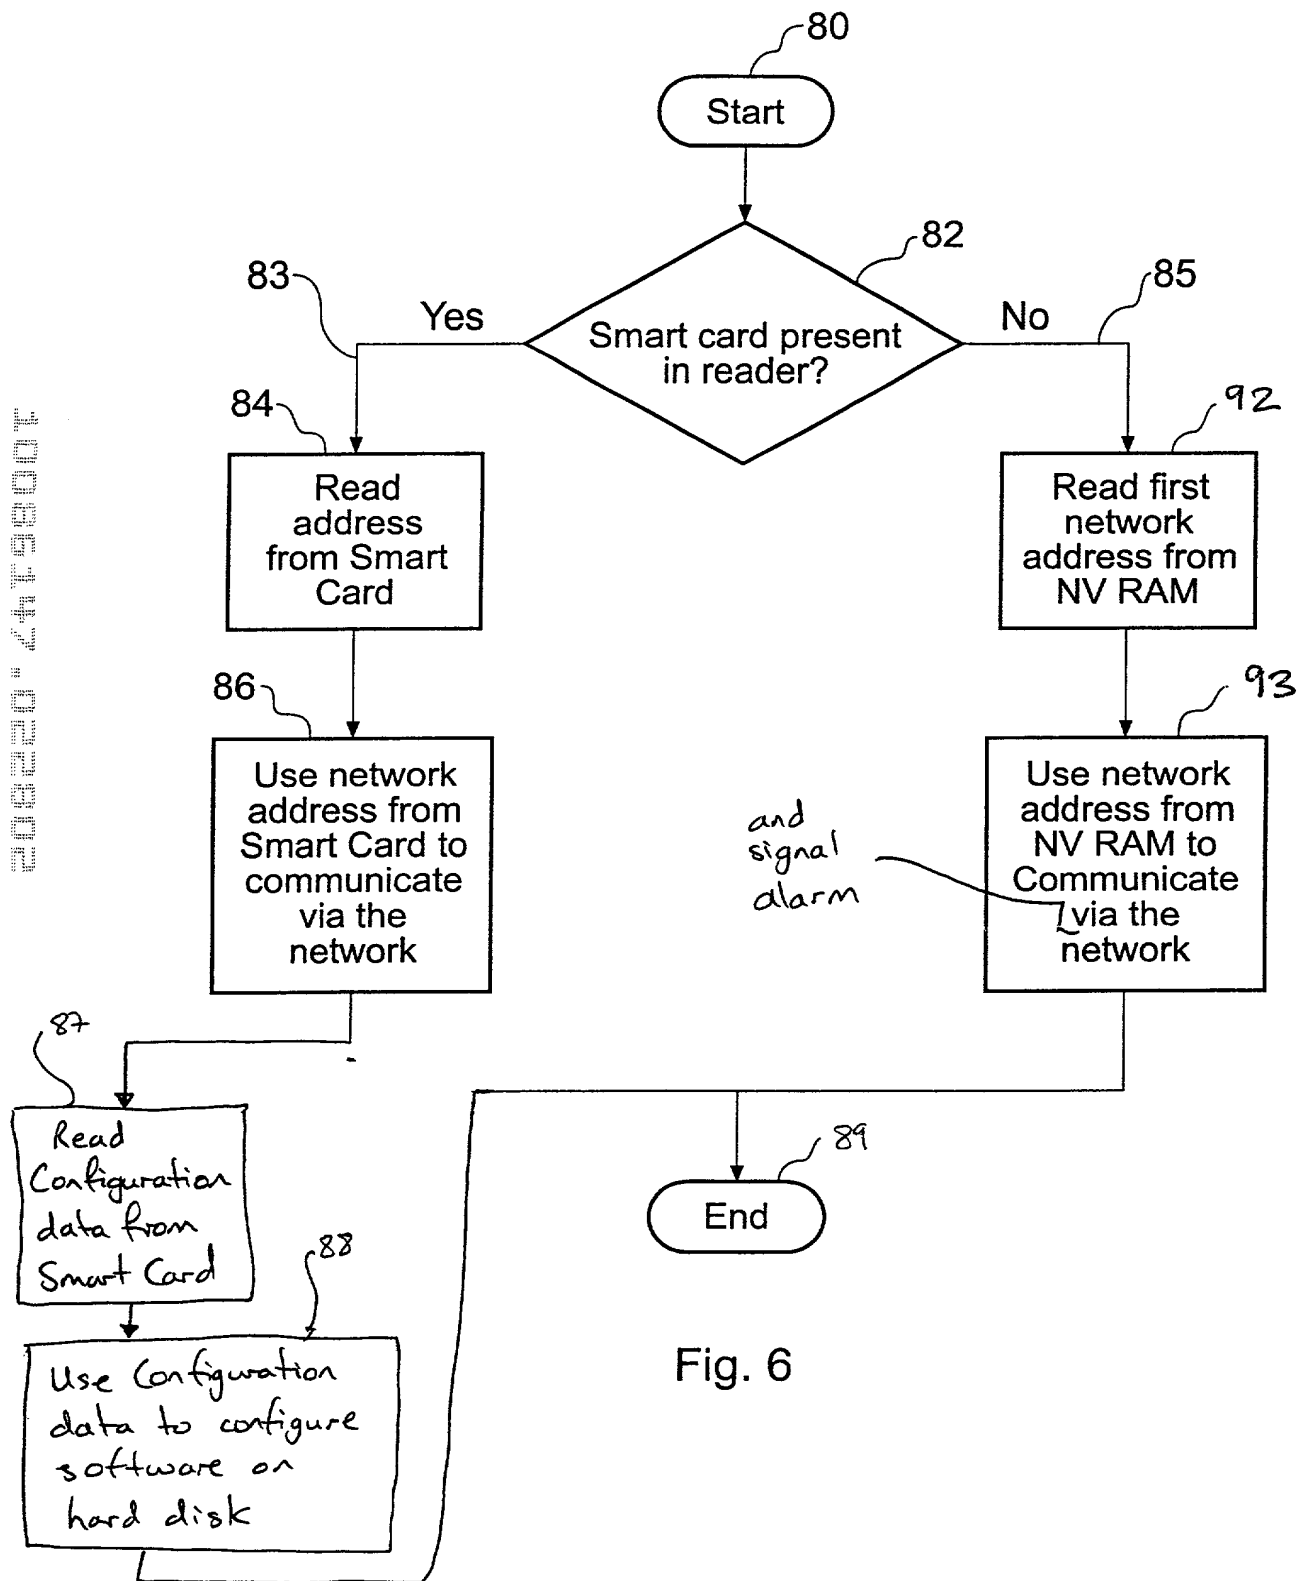 80
Start
82
83
Yes
No
85
Smart card present
in reader?
84
Read
address
from Smart
Card
92
Read first
network
address from
NV RAM
86
Use network
address from
Smart Card to
communicate
via the
network
93
Use network
address from
NV RAM to
Communicate
via the
network
and
signal
alarm
87
Read
Configuration
data from
Smart Card
88
Use Configuration
data to configure
software on
hard disk
89
End
Fig. 6
10086147.022802